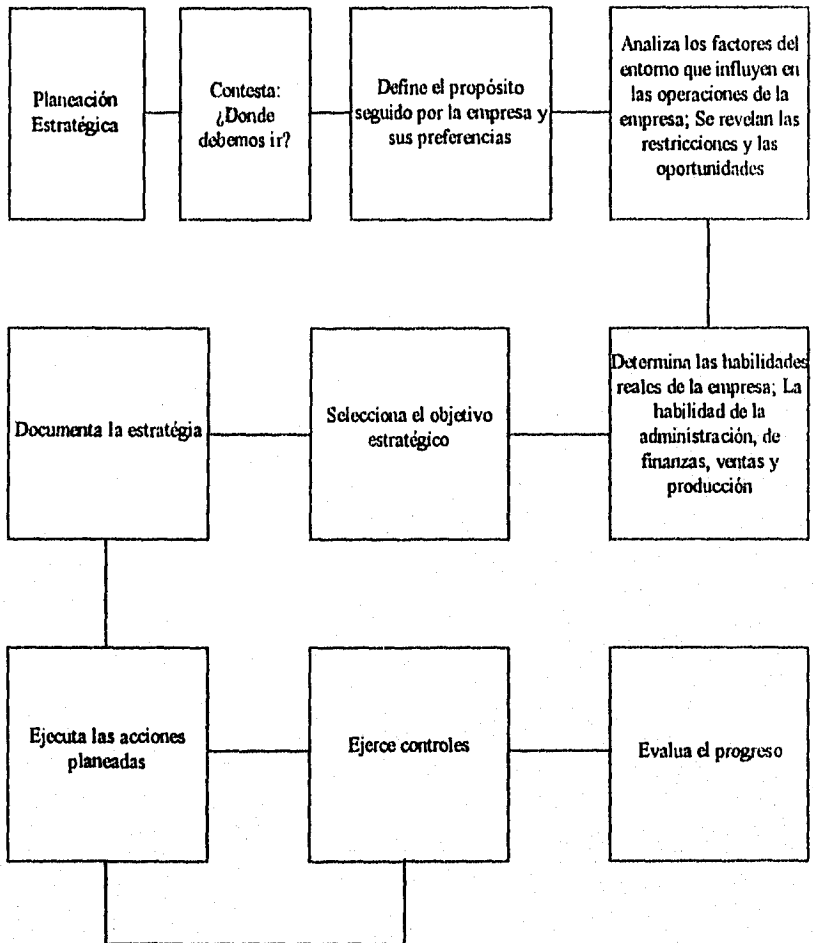 Planeación
Estratégica
Contesta:
¿Donde
debemos ir?
Define el propósito
seguido por la empresa y
sus preferencias
Analiza los factores del
entorno que influyen en
las operaciones de la
empresa; Se revelan las
restricciones y las
oportunidades
Determina las habilidades
reales de la empresa; La
habilidad de la
administración, de
finanzas, ventas y
producción
Selecciona el objetivo
estratégico
Documenta la estratégia
Ejecuta las acciones
planeadas
Ejerce controles
Evalua el progreso